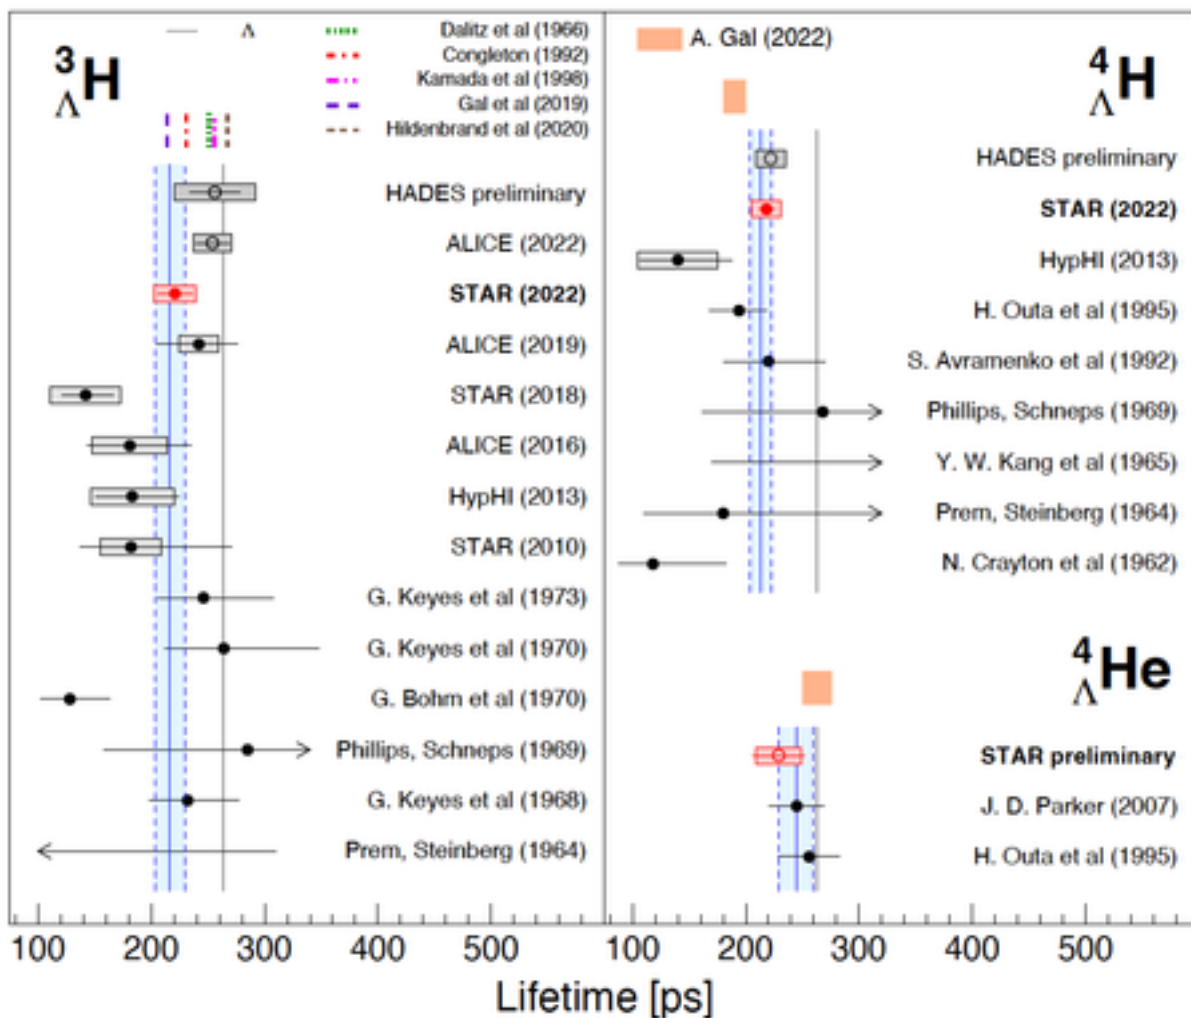 Λ
Dalitz et al (1966)
Congleton (1992)
Kamada et al (1998)
Gal et al (2019)
Hildenbrand et al (2020)
3ΛH
HADES preliminary
ALICE (2022)
STAR (2022)
ALICE (2019)
STAR (2018)
ALICE (2016)
HypHI (2013)
STAR (2010)
G. Keyes et al (1973)
G. Keyes et al (1970)
G. Bohm et al (1970)
Phillips, Schneps (1969)
G. Keyes et al (1968)
Prem, Steinberg (1964)
100 200 300 400 500
A. Gal (2022)
4ΛH
HADES preliminary
STAR (2022)
HypHI (2013)
H. Outa et al (1995)
S. Avramenko et al (1992)
Phillips, Schneps (1969)
Y. W. Kang et al (1965)
Prem, Steinberg (1964)
N. Crayton et al (1962)
4ΛHe
STAR preliminary
J. D. Parker (2007)
H. Outa et al (1995)
100 200 300 400 500
Lifetime [ps]